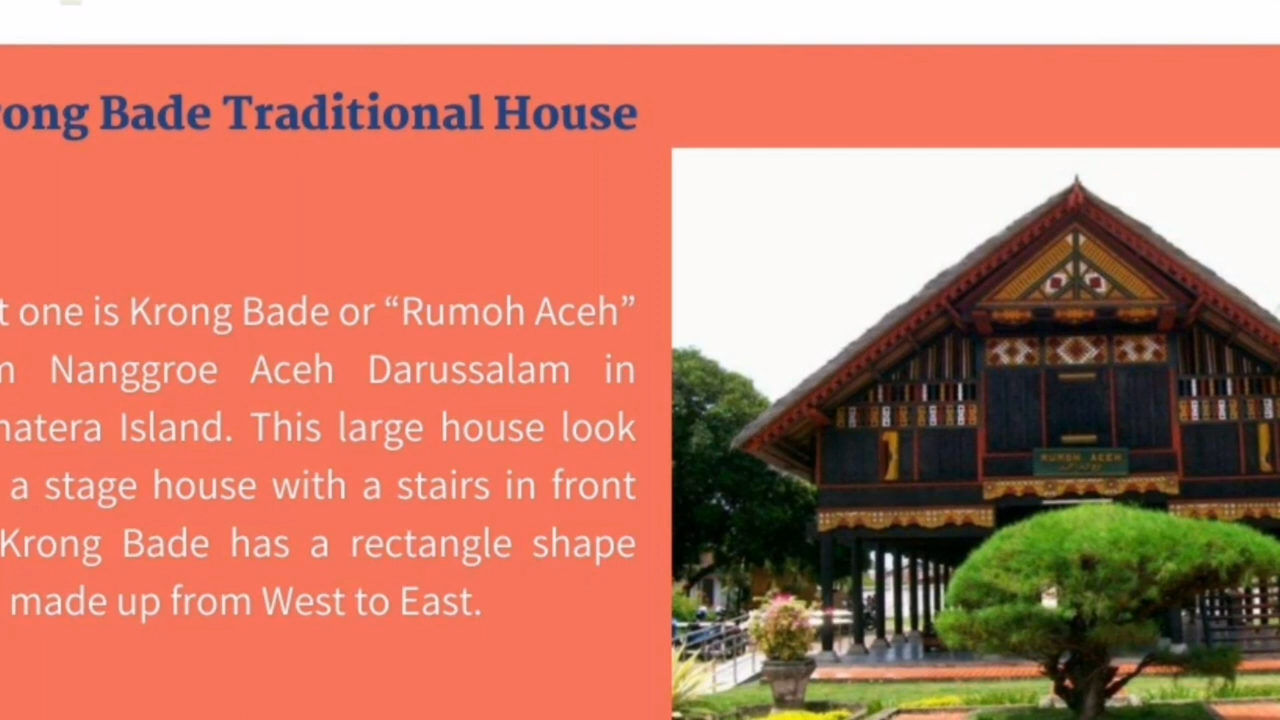 rong Bade Traditional House
t one is Krong Bade or “Rumoh Aceh”
m Nanggroe Aceh Darussalam in
matera Island. This large house look
a stage house with a stairs in front
Krong Bade has a rectangle shape
made up from West to East.
RUMOH ACEH